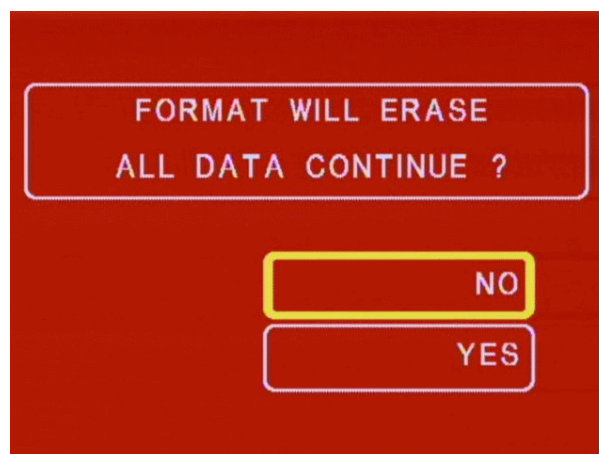 FORMAT WILL ERASE
ALL DATA CONTINUE ?
NO
YES